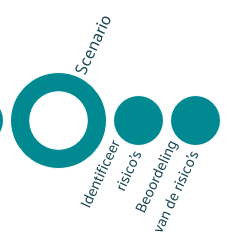 Scenario
Identificeer
risico's
Beoordeling
van de risico's